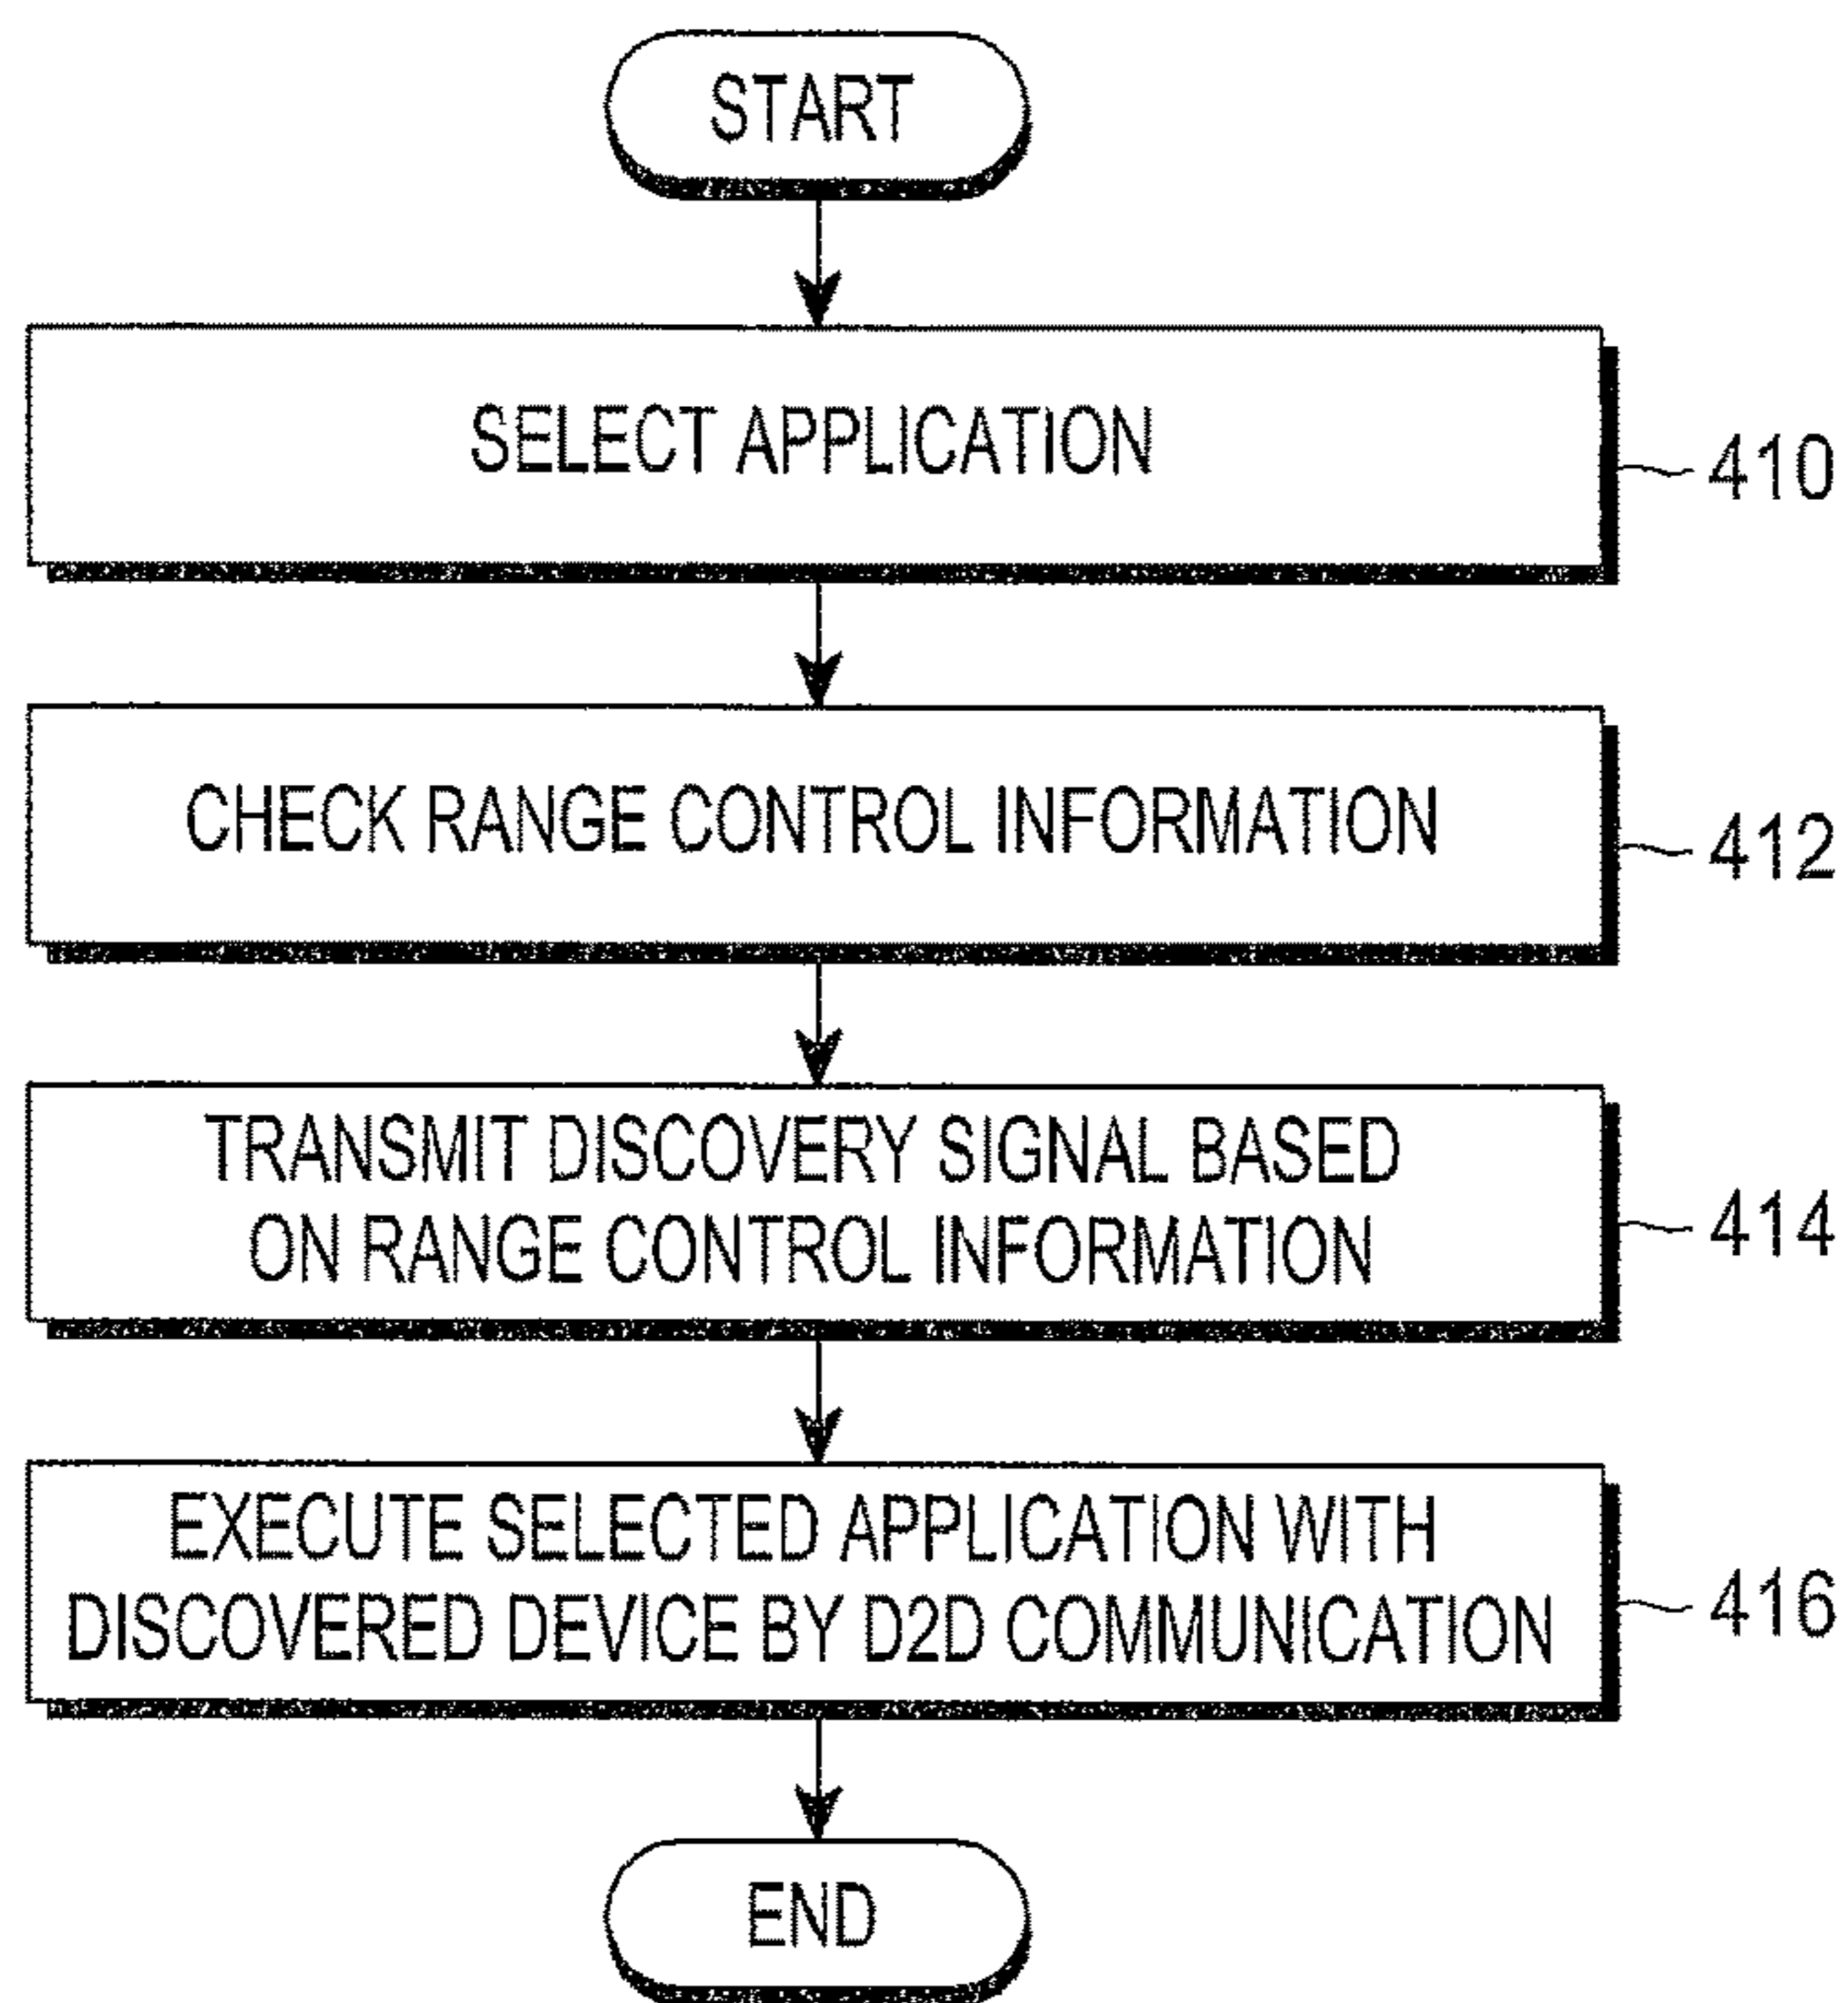 START
SELECT APPLICATION
410
CHECK RANGE CONTROL INFORMATION
412
TRANSMIT DISCOVERY SIGNAL BASED
ON RANGE CONTROL INFORMATION
414
EXECUTE SELECTED APPLICATION WITH
DISCOVERED DEVICE BY D2D COMMUNICATION
416
END